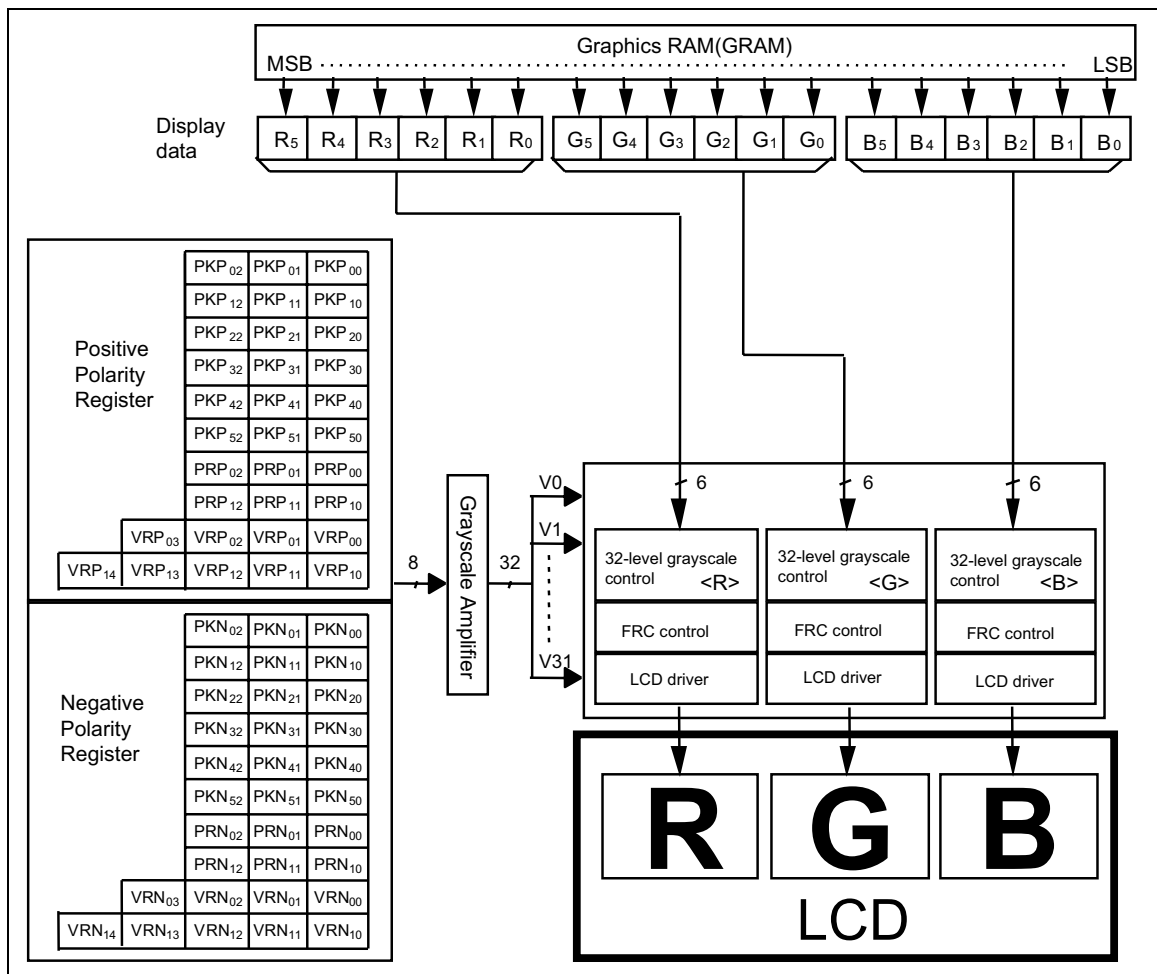 Graphics RAM(GRAM)
MSB LSB
Display
data
R5 R4 R3 R2 R1 R0 G5 G4 G3 G2 G1 G0 B5 B4 B3 B2 B1 B0
Positive
Polarity
Register
PKP02 PKP01 PKP00
PKP12 PKP11 PKP10
PKP22 PKP21 PKP20
PKP32 PKP31 PKP30
PKP42 PKP41 PKP40
PKP52 PKP51 PKP50
PRP02 PRP01 PRP00
PRP12 PRP11 PRP10
VRP03 VRP02 VRP01 VRP00
VRP14 VRP13 VRP12 VRP11 VRP10
Negative
Polarity
Register
PKN02 PKN01 PKN00
PKN12 PKN11 PKN10
PKN22 PKN21 PKN20
PKN32 PKN31 PKN30
PKN42 PKN41 PKN40
PKN52 PKN51 PKN50
PRN02 PRN01 PRN00
PRN12 PRN11 PRN10
VRN03 VRN02 VRN01 VRN00
VRN14 VRN13 VRN12 VRN11 VRN10
8
Grayscale Amplifier
32
V0
V1
V31
6 6 6
32-level grayscale
control <R>
FRC control
LCD driver
32-level grayscale
control <G>
FRC control
LCD driver
32-level grayscale
control <B>
FRC control
LCD driver
R G B
LCD